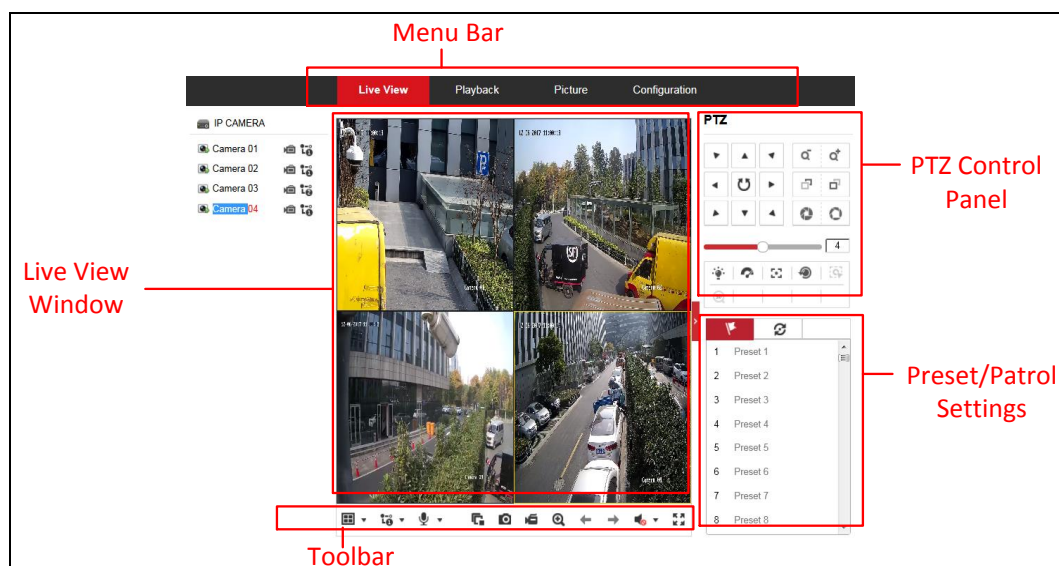 Menu Bar
Live View
Playback
Picture
Configuration
IP CAMERA
Camera 01
Camera 02
Camera 03
Camera 04
PTZ
4
PTZ Control
Panel
Live View
Window
Preset/Patrol
Settings
1 Preset 1
2 Preset 2
3 Preset 3
4 Preset 4
5 Preset 5
6 Preset 6
7 Preset 7
8 Preset 8
Toolbar